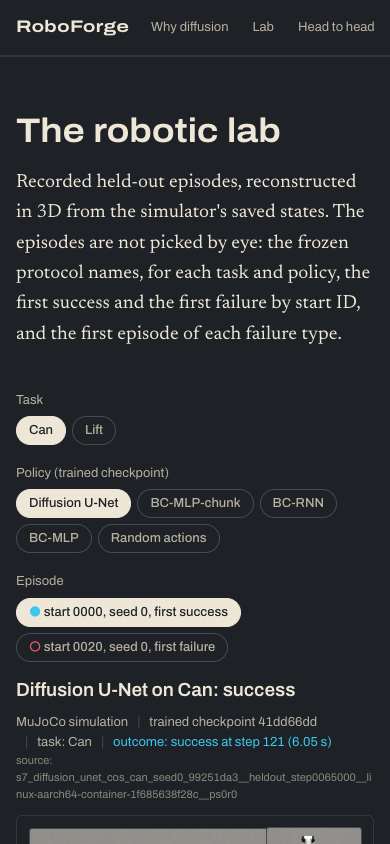 RoboForge Why diffusion Lab Head to head
The robotic lab
Recorded held-out episodes, reconstructed
in 3D from the simulator's saved states. The
episodes are not picked by eye: the frozen
protocol names, for each task and policy, the
first success and the first failure by start ID,
and the first episode of each failure type.
Task
Can Lift
Policy (trained checkpoint)
Diffusion U-Net BC-MLP-chunk BC-RNN
BC-MLP Random actions
Episode
start 0000, seed 0, first success
start 0020, seed 0, first failure
Diffusion U-Net on Can: success
MuJoCo simulation | trained checkpoint 41dd66dd
| task: Can | outcome: success at step 121 (6.05 s)
source:
s7_diffusion_unet_cos_can_seed0_99251da3__heldout_step0065000__li
nux-aarch64-container-1f685638f28c__ps0r0